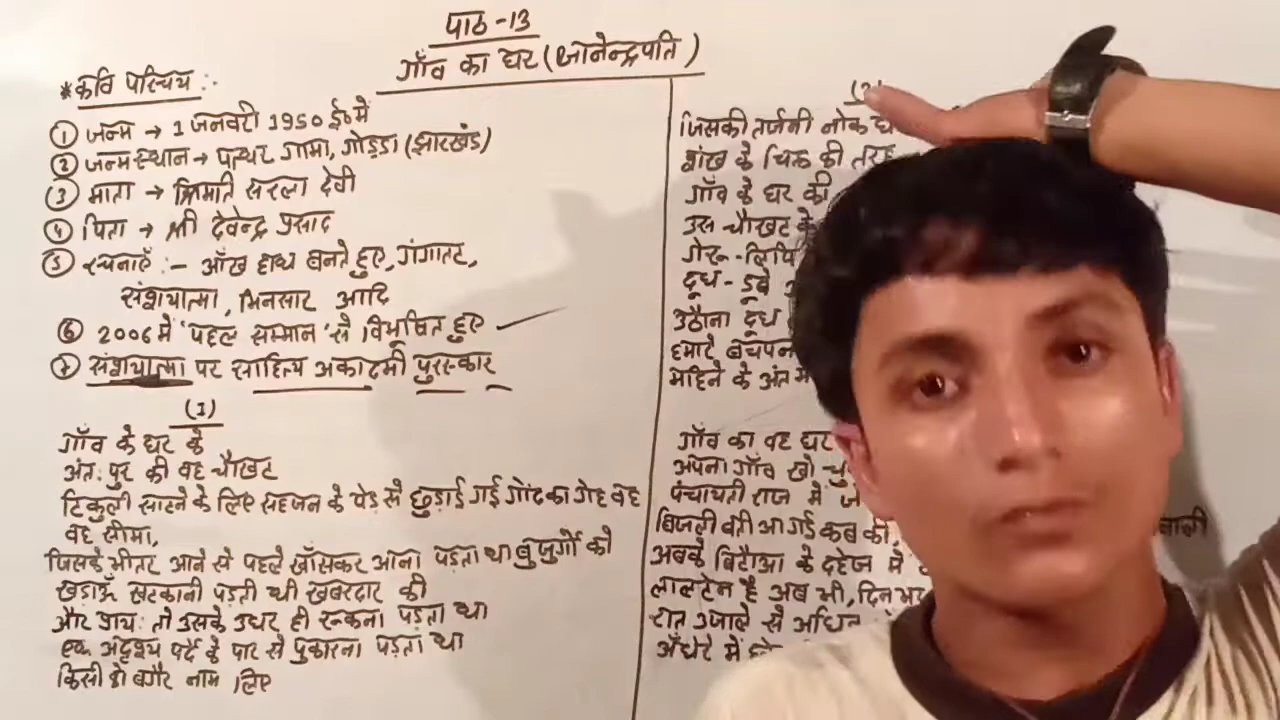 पाठ -13
गाँव का घर (ज्ञानेन्द्रपति)
*कवि परिचय :-
① जन्म → 1 जनवरी 1950 ई० में
② जन्म स्थान → पत्थर गामा, गोड्डा (झारखंड)
③ माता → श्रीमति सरला देवी
④ पिता → श्री देवेन्द्र प्रसाद
⑤ रचनाएँ :- आँख हाथ बनते हुए, गंगातट,
संशयात्मा, भिनसार आदि
⑥ 2006 में 'पहल सम्मान' से विभूषित हुए
⑦ संशयात्मा पर साहित्य अकादमी पुरस्कार
(1)
गाँव के घर के
अंत: पुर की वह चौखट
टिकुली साटने के लिए सहजन के पेड़ से छुड़ाई गई गोंद का गेह वह
वह सीमा,
जिसके भीतर आने से पहले खाँसकर आना पड़ता था बुजुर्गों को
खड़ाऊँ खटकानी पड़ती थी खबरदार की
और प्राय: तो उसके उधर ही रुकना पड़ता था
एक अदृश्य पर्दे के पार से पुकारना पड़ता था
किसी को बगैर नाम लिए
जिसकी तर्जनी नोक
शंख के चिह्न की तरह
गाँव के घर की
उस चौखट के
गेरू-लिपि
दूध-डूबे
उठौना दूध
हमारे बचपन
महिने के अंत
गाँव का वह घर
अपना गाँव खो
पंचायती राज में
बिजली बत्ती आ गई कब की, वाली
अबके बिटौआ के दहेज में
लालटेन है अब भी, दिन भर
रात उजाले से अधिक
अँधेरे में